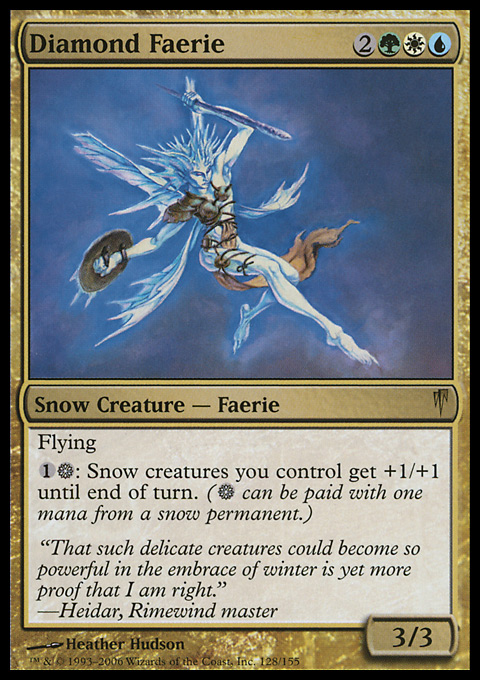 Diamond Faerie 2
Snow Creature — Faerie
Flying
1: Snow creatures you control get +1/+1
until end of turn. ( can be paid with one
mana from a snow permanent.)
“That such delicate creatures could become so
powerful in the embrace of winter is yet more
proof that I am right.”
—Heidar, Rimewind master
Heather Hudson
3/3
™ & © 1993–2006 Wizards of the Coast, Inc. 128/155